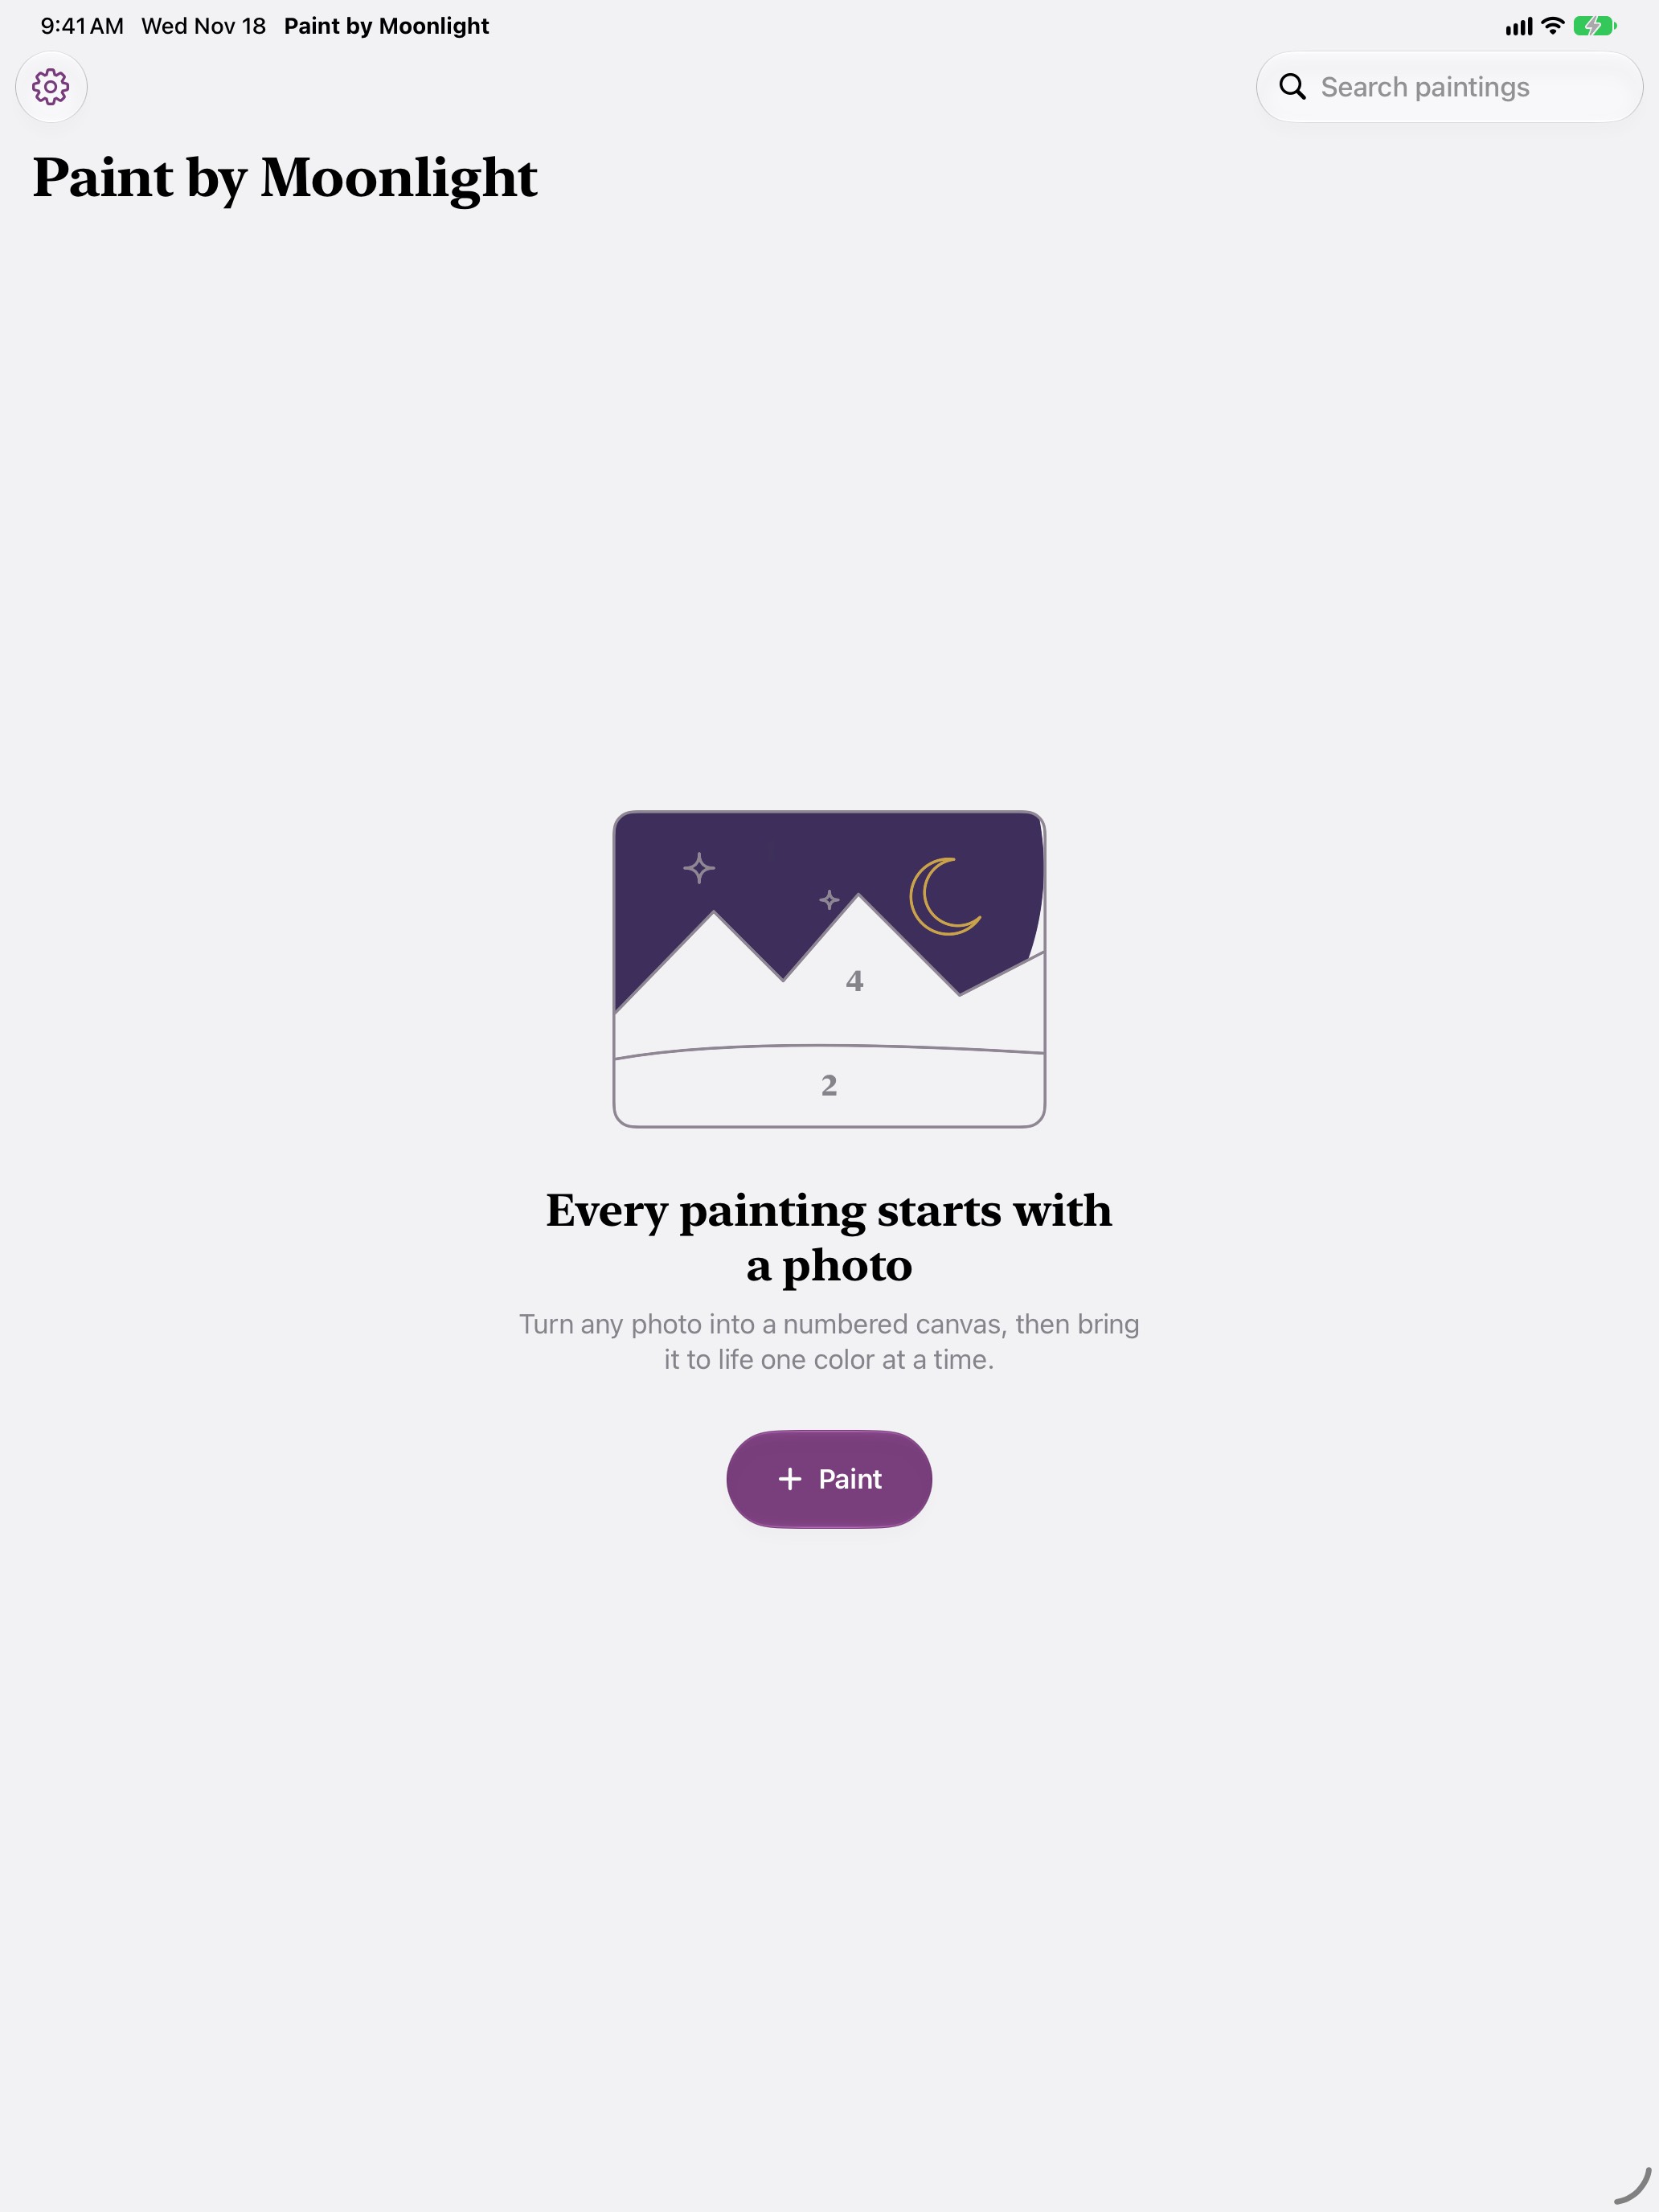 9:41 AM Wed Nov 18 Paint by Moonlight
Search paintings
Paint by Moonlight
4
2
Every painting starts with
a photo
Turn any photo into a numbered canvas, then bring
it to life one color at a time.
+ Paint